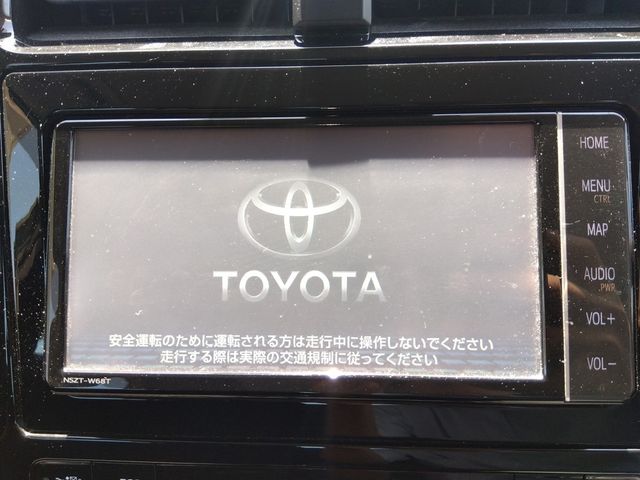 HOME
MENU
CTRL
MAP
AUDIO
PWR
VOL+
VOL-
TOYOTA
安全運転のために運転される方は走行中に操作しないでください
走行する際は実際の交通規制に従ってください
NSZT-W68T